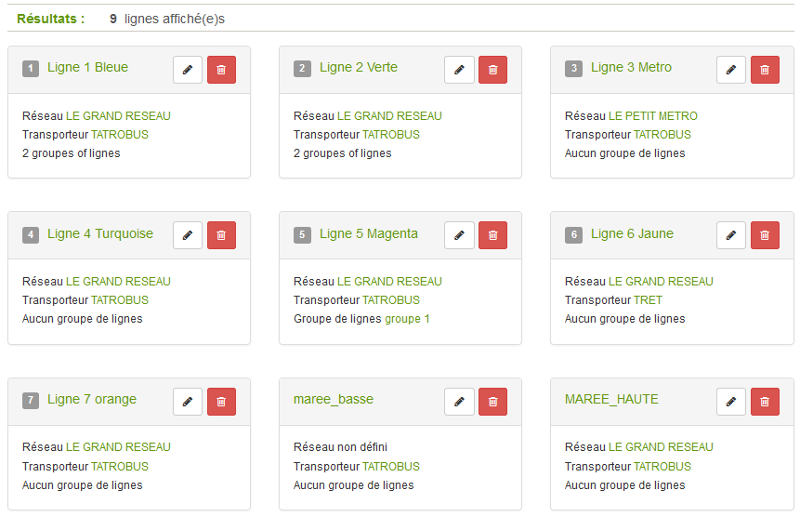 Résultats : 9 lignes affiché(e)s
1 Ligne 1 Bleue
Réseau LE GRAND RESEAU
Transporteur TATROBUS
2 groupes of lignes
2 Ligne 2 Verte
Réseau LE GRAND RESEAU
Transporteur TATROBUS
2 groupes of lignes
3 Ligne 3 Metro
Réseau LE PETIT METRO
Transporteur TATROBUS
Aucun groupe de lignes
4 Ligne 4 Turquoise
Réseau LE GRAND RESEAU
Transporteur TATROBUS
Aucun groupe de lignes
5 Ligne 5 Magenta
Réseau LE GRAND RESEAU
Transporteur TATROBUS
Groupe de lignes groupe 1
6 Ligne 6 Jaune
Réseau LE GRAND RESEAU
Transporteur TRET
Aucun groupe de lignes
7 Ligne 7 orange
Réseau LE GRAND RESEAU
Transporteur TATROBUS
Aucun groupe de lignes
maree_basse
Réseau non défini
Transporteur TATROBUS
Aucun groupe de lignes
MAREE_HAUTE
Réseau LE GRAND RESEAU
Transporteur TATROBUS
Aucun groupe de lignes